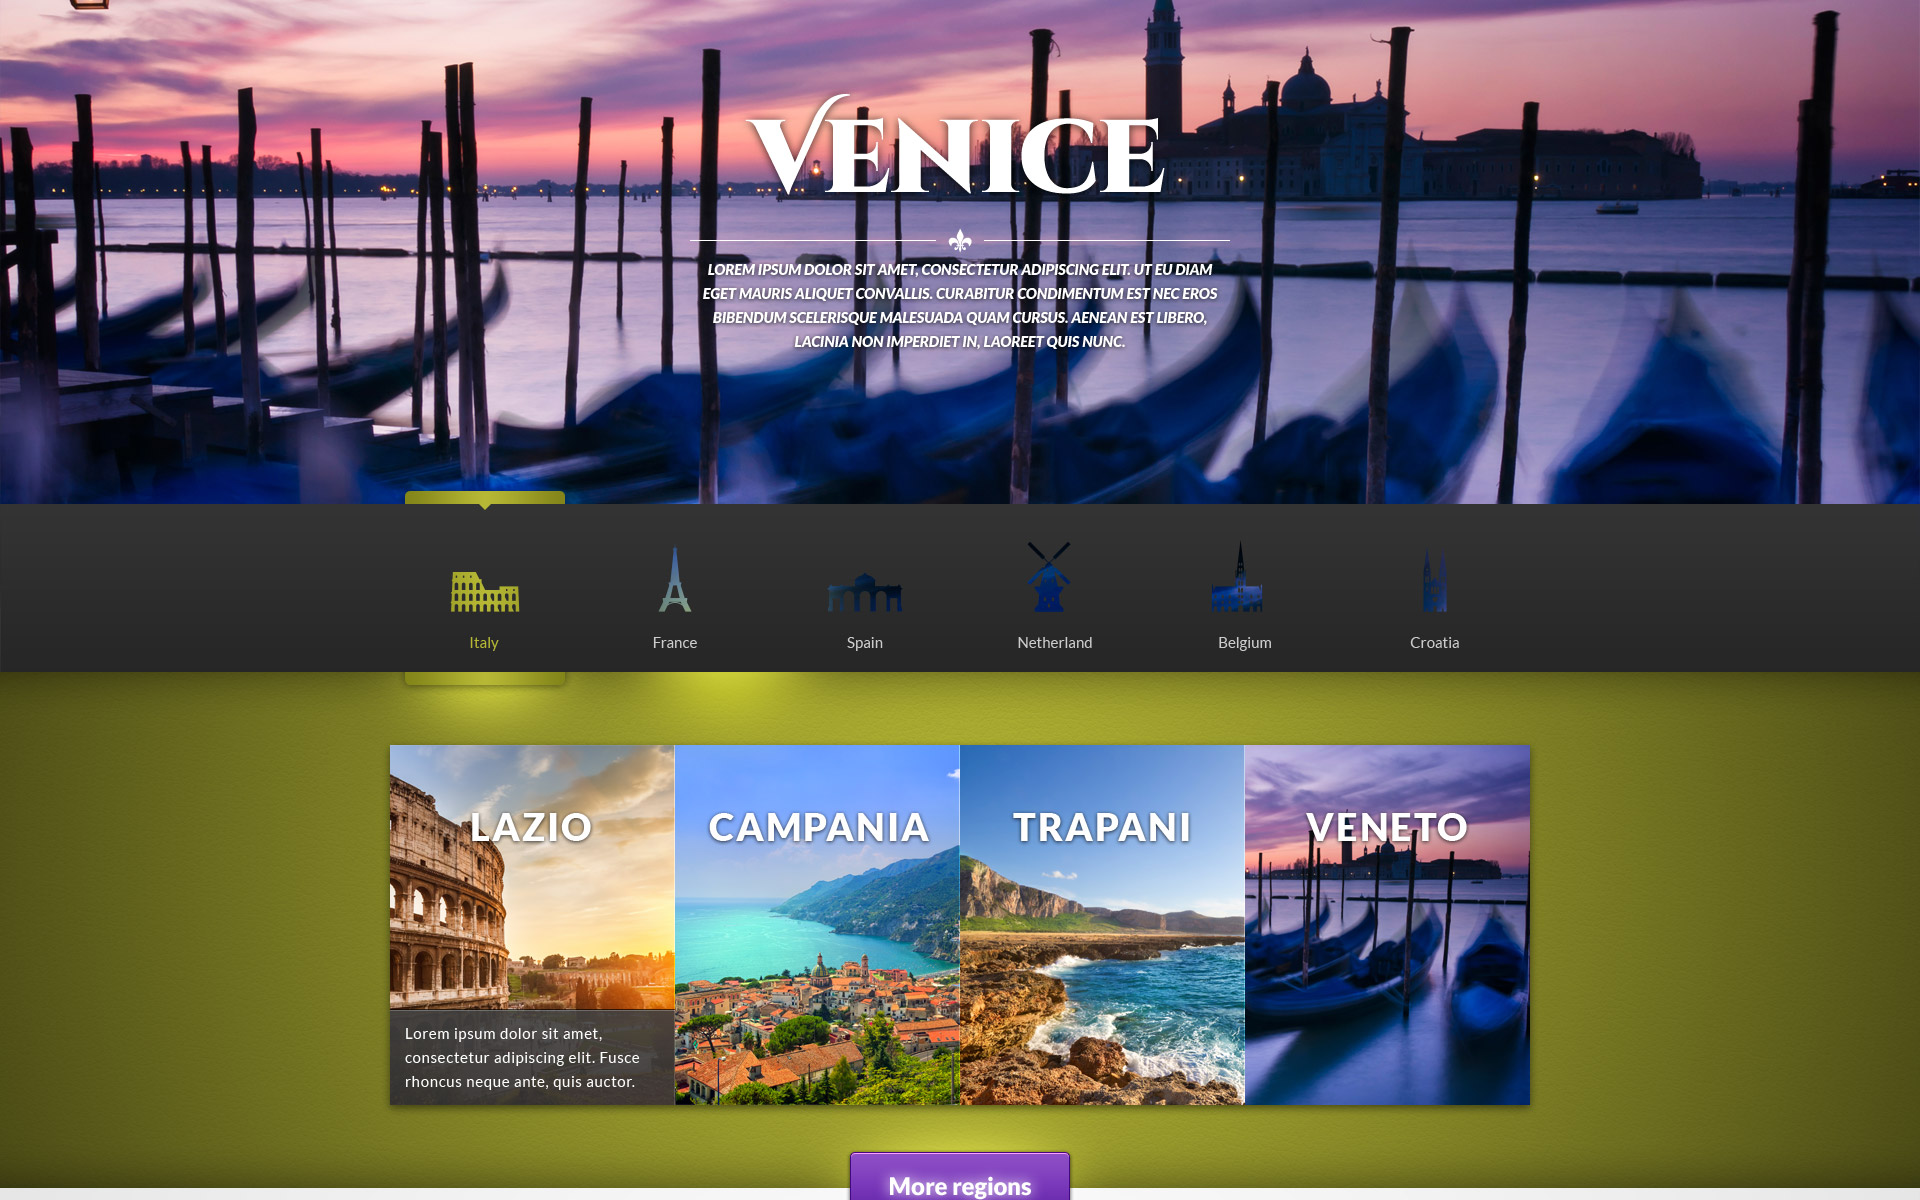 VENICE
LOREM IPSUM DOLOR SIT AMET, CONSECTETUR ADIPISCING ELIT. UT EU DIAM
EGET MAURIS ALIQUET CONVALLIS. CURABITUR CONDIMENTUM EST NEC EROS
BIBENDUM SCELERISQUE MALESUADA QUAM CURSUS. AENEAN EST LIBERO,
LACINIA NON IMPERDIET IN, LAOREET QUIS NUNC.
Italy
France
Spain
Netherland
Belgium
Croatia
LAZIO
CAMPANIA
TRAPANI
VENETO
Lorem ipsum dolor sit amet,
consectetur adipiscing elit. Fusce
rhoncus neque ante, quis auctor.
More regions